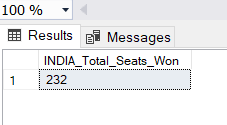 100 %
Results Messages
INDIA_Total_Seats_Won
1 232